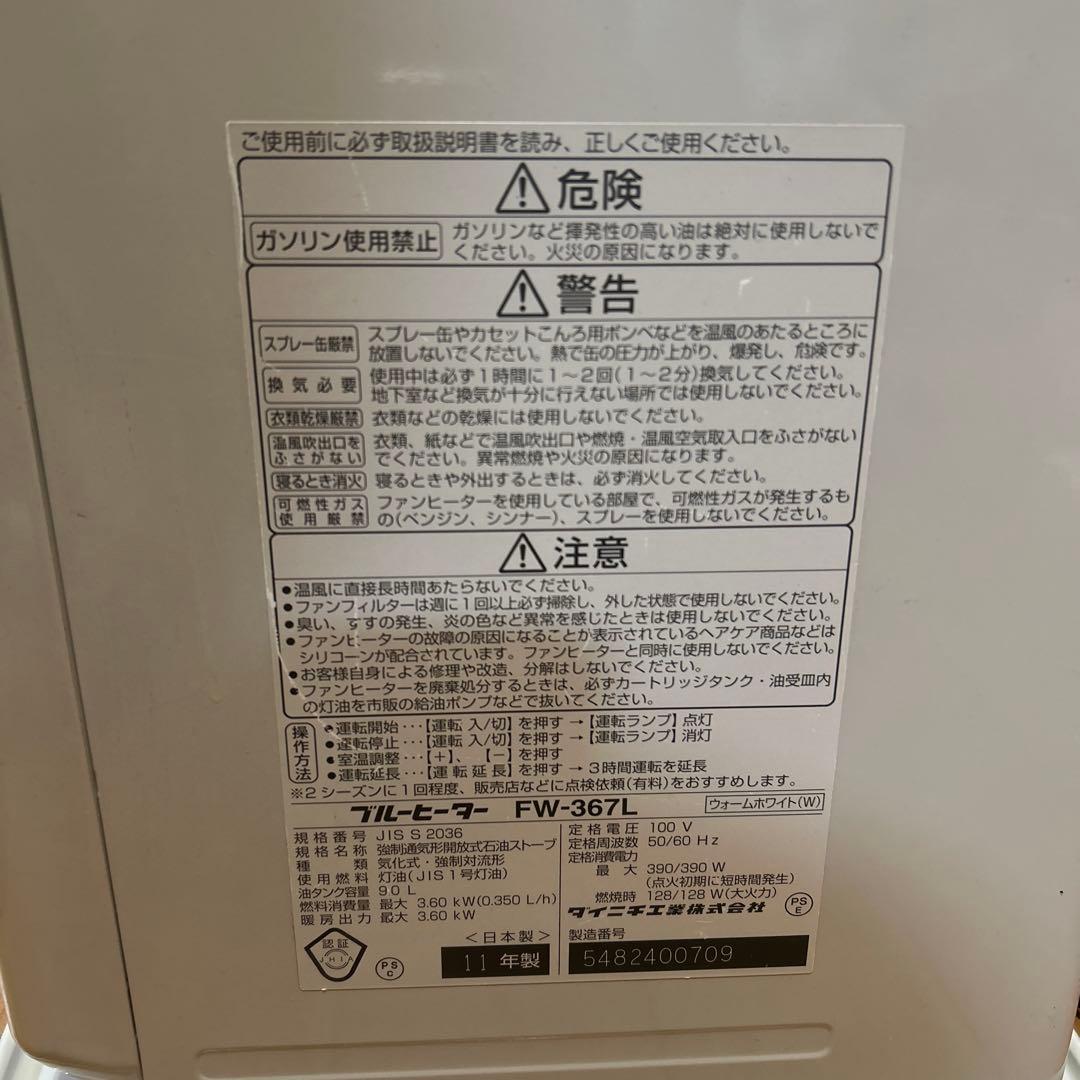 ご使用前に必ず取扱説明書を読み、正しくご使用ください。
危険
ガソリン使用禁止
ガソリンなど揮発性の高い油は絶対に使用しないで
ください。火災の原因になります。
警告
スプレー缶厳禁
スプレー缶やカセットこんろ用ボンベなどを温風のあたるところに
放置しないでください。熱で缶の圧力が上がり、爆発し、危険です。
換気必要
使用中は必ず1時間に1〜2回(1〜2分)換気してください。
地下室など換気が十分に行えない場所では使用しないでください。
衣類乾燥厳禁
衣類などの乾燥には使用しないでください。
温風吹出口を
ふさがない
衣類、紙などで温風吹出口や燃焼・温風空気取入口をふさがない
でください。異常燃焼や火災の原因になります。
寝るとき消火
寝るときや外出するときは、必ず消火してください。
可燃性ガス
使用厳禁
ファンヒーターを使用している部屋で、可燃性ガスが発生するも
の(ベンジン、シンナー)、スプレーを使用しないでください。
注意
●温風に直接長時間あたらないでください。
●ファンフィルターは週に1回以上必ず掃除し、外した状態で使用しないでください。
●臭い、すすの発生、炎の色など異常を感じたときは使用しないでください。
●ファンヒーターの故障の原因になることが表示されているヘアケア商品などは
シリコーンが配合されています。ファンヒーターと同時に使用しないでください。
●お客様自身による修理や改造、分解はしないでください。
●ファンヒーターを廃棄処分するときは、必ずカートリッジタンク・油受皿内
の灯油を市販の給油ポンプなどで抜いてください。
操作方法
●運転開始･･･【運転 入/切】を押す → 【運転ランプ】点灯
●運転停止･･･【運転 入/切】を押す → 【運転ランプ】消灯
●室温調整･･･【+】、【−】を押す
●運転延長･･･【運転延長】を押す → 3時間運転を延長
※2シーズンに1回程度、販売店などに点検依頼(有料)をおすすめします。
ブルーヒーター FW-367L
ウォームホワイト(W)
規格番号 JIS S 2036
規格名称 強制通気形開放式石油ストーブ
種類 気化式・強制対流形
使用燃料 灯油(JIS1号灯油)
油タンク容量 9.0 L
燃料消費量 最大 3.60 kW(0.350 L/h)
暖房出力 最大 3.60 kW
定格電圧 100 V
定格周波数 50/60 Hz
定格消費電力
最大 390/390 W
(点火初期に短時間発生)
燃焼時 128/128 W(大火力)
ダイニチ工業株式会社
PS
E
認証
JHIA
PS
C
<日本製>
11 年製
製造番号
5482400709